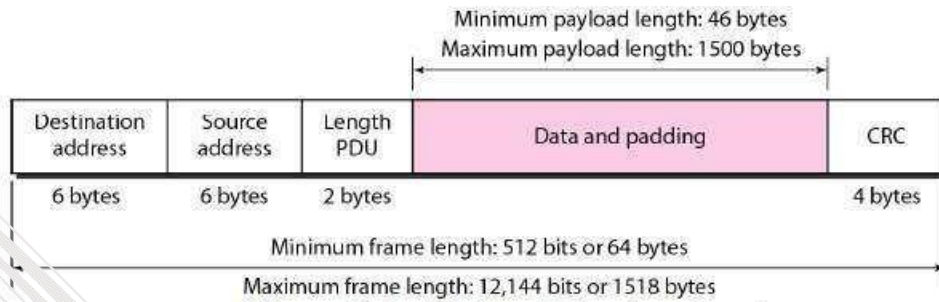 Minimum payload length: 46 bytes
Maximum payload length: 1500 bytes
Destination address
Source address
Length PDU
Data and padding
CRC
6 bytes
6 bytes
2 bytes
4 bytes
Minimum frame length: 512 bits or 64 bytes
Maximum frame length: 12,144 bits or 1518 bytes